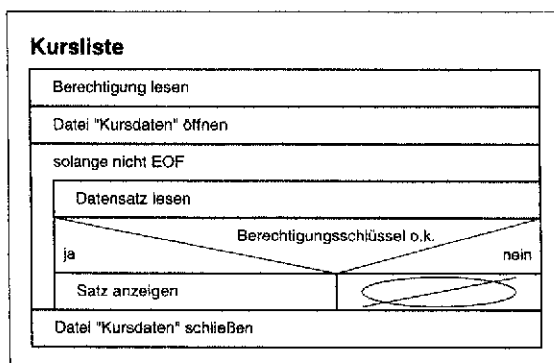 Kursliste
Berechtigung lesen
Datei "Kursdaten" öffnen
solange nicht EOF
Datensatz lesen
Berechtigungsschlüssel o.k.
ja
nein
Satz anzeigen
Datei "Kursdaten" schließen